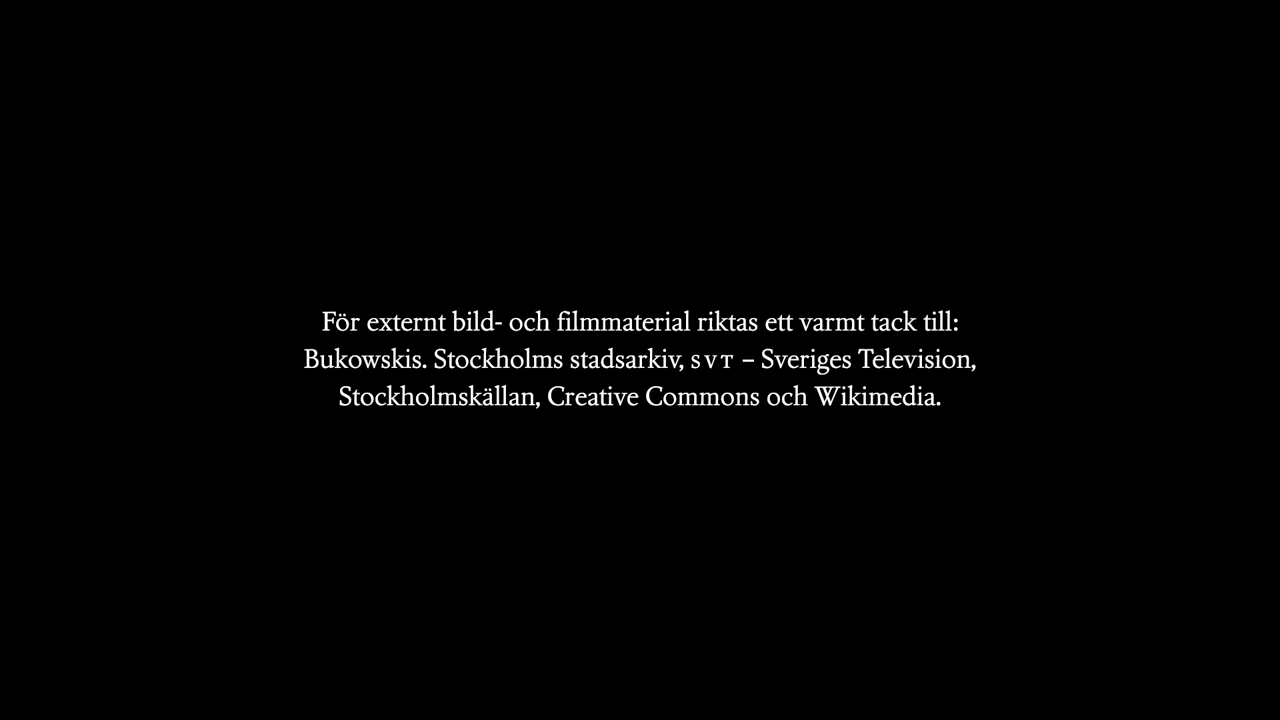 För externt bild- och filmmaterial riktas ett varmt tack till:
Bukowskis. Stockholms stadsarkiv, SVT – Sveriges Television,
Stockholmskällan, Creative Commons och Wikimedia.